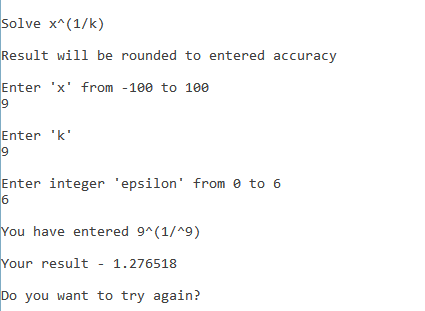 Solve x^(1/k)
Result will be rounded to entered accuracy
Enter 'x' from -100 to 100
9
Enter 'k'
9
Enter integer 'epsilon' from 0 to 6
6
You have entered 9^(1/^9)
Your result - 1.276518
Do you want to try again?